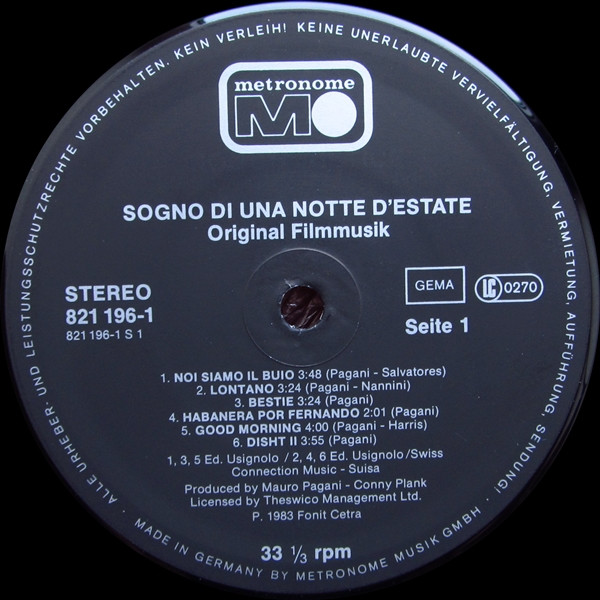 ALLE URHEBER- UND LEISTUNGSSCHUTZRECHTE VORBEHALTEN. KEIN VERLEIH! KEINE UNERLAUBTE VERVIELFÄLTIGUNG, VERMIETUNG, AUFFÜHRUNG, SENDUNG!
metronome
M
SOGNO DI UNA NOTTE D'ESTATE
Original Filmmusik
STEREO
821 196-1
821 196-1 S 1
GEMA
LC 0270
Seite 1
1. NOI SIAMO IL BUIO 3:48 (Pagani - Salvatores)
2. LONTANO 3:24 (Pagani - Nannini)
3. BESTIE 3:24 (Pagani)
4. HABANERA POR FERNANDO 2:01 (Pagani)
5. GOOD MORNING 4:00 (Pagani - Harris)
6. DISHT II 3:55 (Pagani)
1, 3, 5 Ed. Usignolo / 2, 4, 6 Ed. Usignolo/Swiss
Connection Music - Suisa
Produced by Mauro Pagani - Conny Plank
Licensed by Theswico Management Ltd.
P. 1983 Fonit Cetra
33 1/3 rpm
· MADE IN GERMANY BY METRONOME MUSIK GMBH ·